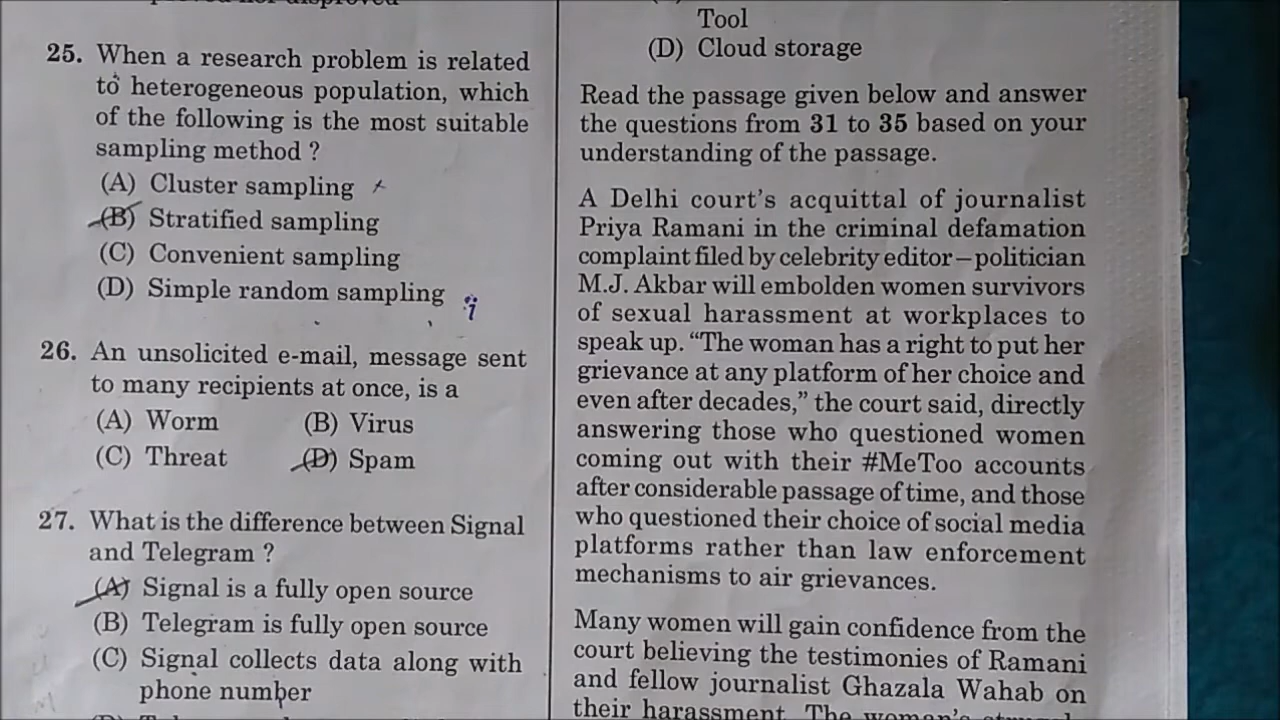 25. When a research problem is related
to heterogeneous population, which
of the following is the most suitable
sampling method ?
(A) Cluster sampling
(B) Stratified sampling
(C) Convenient sampling
(D) Simple random sampling
26. An unsolicited e-mail, message sent
to many recipients at once, is a
(A) Worm (B) Virus
(C) Threat (D) Spam
27. What is the difference between Signal
and Telegram ?
(A) Signal is a fully open source
(B) Telegram is fully open source
(C) Signal collects data along with
phone number
Tool
(D) Cloud storage
Read the passage given below and answer
the questions from 31 to 35 based on your
understanding of the passage.
A Delhi court's acquittal of journalist
Priya Ramani in the criminal defamation
complaint filed by celebrity editor–politician
M.J. Akbar will embolden women survivors
of sexual harassment at workplaces to
speak up. “The woman has a right to put her
grievance at any platform of her choice and
even after decades,” the court said, directly
answering those who questioned women
coming out with their #MeToo accounts
after considerable passage of time, and those
who questioned their choice of social media
platforms rather than law enforcement
mechanisms to air grievances.
Many women will gain confidence from the
court believing the testimonies of Ramani
and fellow journalist Ghazala Wahab on
their harassment. The woman's